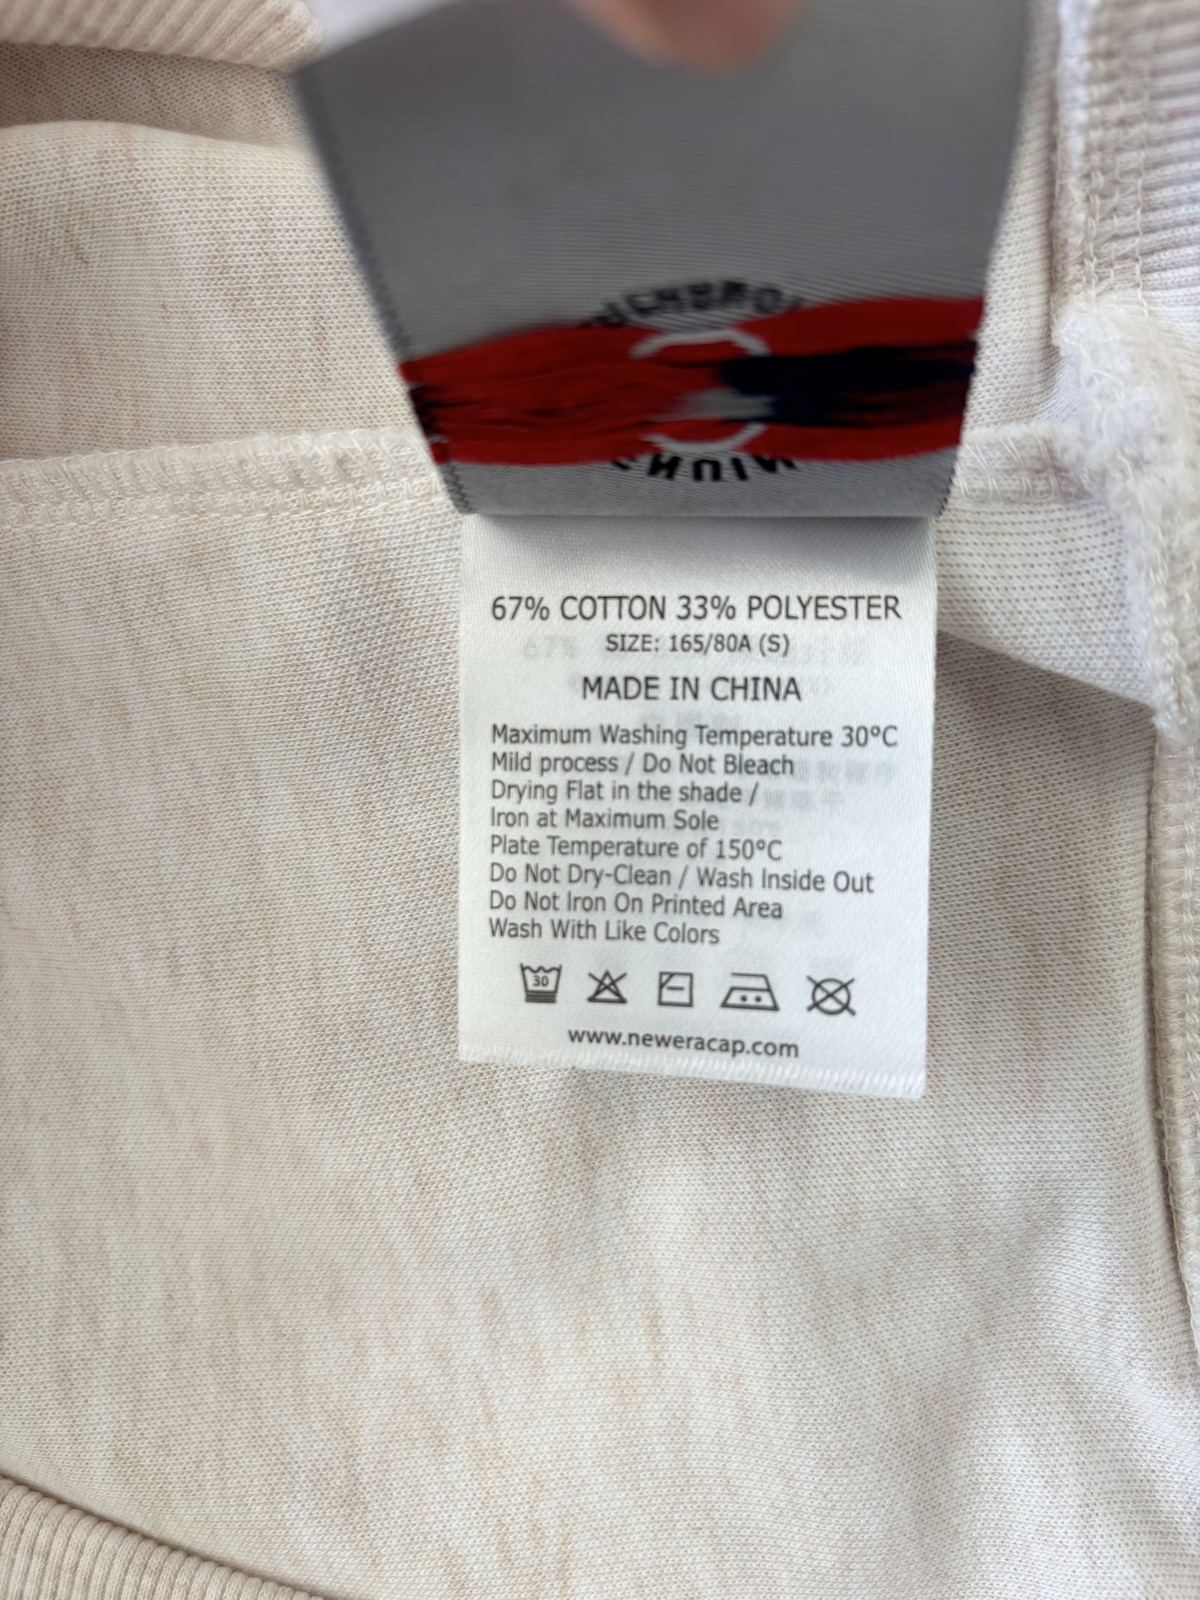 67% COTTON 33% POLYESTER
SIZE: 165/80A (S)
MADE IN CHINA
Maximum Washing Temperature 30°C
Mild process / Do Not Bleach
Drying Flat in the shade /
Iron at Maximum Sole
Plate Temperature of 150°C
Do Not Dry-Clean / Wash Inside Out
Do Not Iron On Printed Area
Wash With Like Colors
30
www.neweracap.com